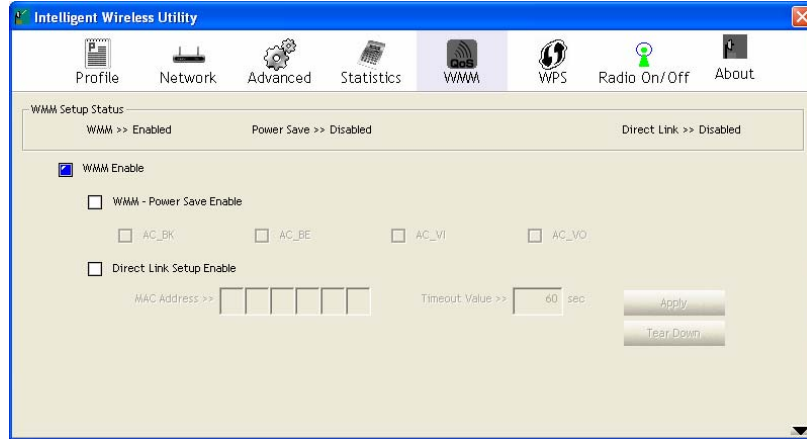 Intelligent Wireless Utility
Profile Network Advanced Statistics QoS WMM WPS Radio On/Off About
WMM Setup Status
WMM >> Enabled Power Save >> Disabled Direct Link >> Disabled
WMM Enable
WMM - Power Save Enable
AC_BK AC_BE AC_VI AC_VO
Direct Link Setup Enable
MAC Address >> Timeout Value >> 60 sec Apply
Tear Down